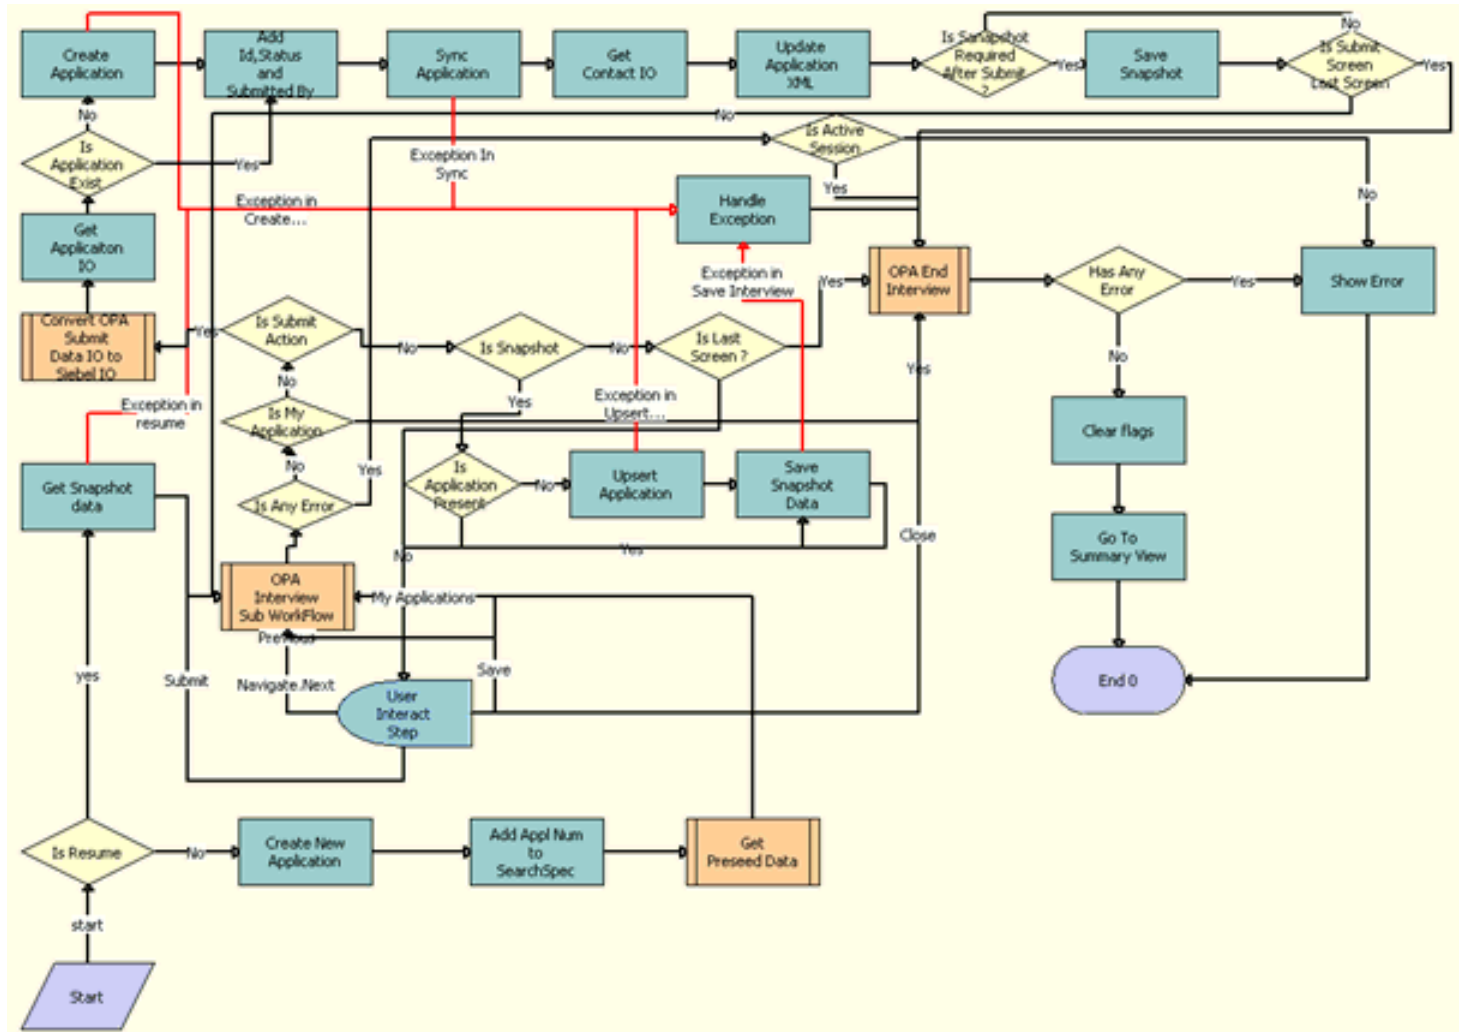 Create
Application
Add
Id,Status
and
Submitted By
Sync
Application
Get
Contact IO
Update
Application
XML
Is Sanapshot
Required
After Submit
?
Yes
Save
Snapshot
No
Is Submit
Screen
Last Screen
Yes
No
No
Is
Application
Exist
Yes
Exception In
Sync
Is Active
Session
Yes
No
Exception in
Create...
Handle
Exception
Get
Applicaiton
IO
Exception in
Save Interview
Yes
OPA End
Interview
Has Any
Error
Yes
Show Error
Convert OPA
Submit
Data IO to
Siebel IO
Yes
Is Submit
Action
No
Is Snapshot
No
Is Last
Screen ?
Yes
No
No
Yes
Exception in
Upsert...
Exception in
resume
Is My
Application
Clear flags
No
Yes
Get Snapshot
data
Is Any Error
Is
Application
Present
No
Upsert
Application
Save
Snapshot
Data
Close
No
Yes
Go To
Summary View
OPA
Interview
Sub WorkFlow
My Applications
Previous
yes
Submit
Navigate.Next
Save
User
Interact
Step
End 0
Is Resume
No
Create New
Application
Add Appl Num
to
SearchSpec
Get
Preseed Data
start
Start